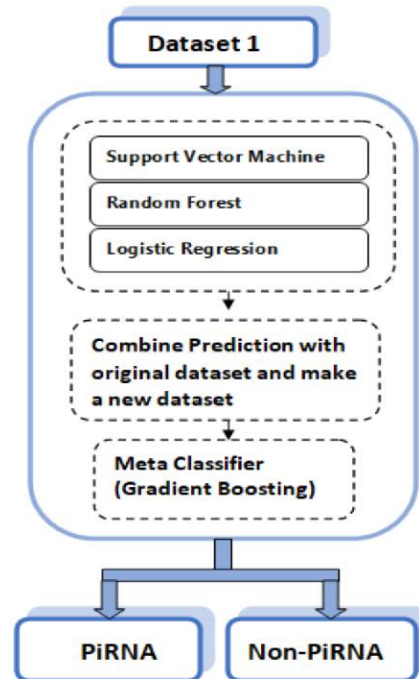 Dataset 1
Support Vector Machine
Random Forest
Logistic Regression
Combine Prediction with
original dataset and make
a new dataset
Meta Classifier
(Gradient Boosting)
PiRNA
Non-PiRNA